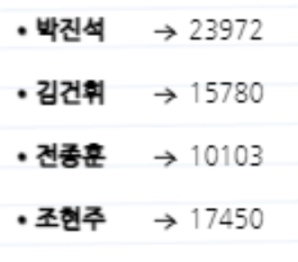 • 박진석 → 23972
• 김건휘 → 15780
• 전종훈 → 10103
• 조현주 → 17450